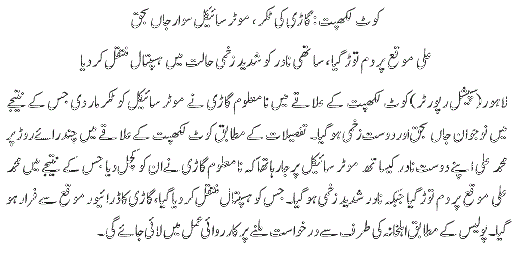 کوٹ لکھپت: گاڑی کی ٹکر، موٹر سائیکل سوار جاں بحق
علی موقع پر دم توڑ گیا، ساتھی نادر کو شدید زخمی حالت میں ہسپتال منتقل کر دیا
لاہور (سپیشل رپورٹر) کوٹ لکھپت کے علاقے میں نامعلوم گاڑی نے موٹر سائیکل کو ٹکر مار دی جس کے نتیجے
میں نوجوان جاں بحق اور دوست زخمی ہو گیا۔ تفصیلات کے مطابق کوٹ لکھپت کے علاقے میں چندرائے روڈ پر
محمد علی اپنے دوست نادر کیساتھ موٹر سائیکل پر جا رہا تھا کہ نامعلوم گاڑی نے ان کو کچل دیا جس کے نتیجے میں محمد
علی موقع پر دم توڑ گیا جبکہ نادر شدید زخمی ہو گیا۔ جس کو ہسپتال منتقل کر دیا گیا، گاڑی کا ڈرائیور موقع سے فرار ہو
گیا۔ پولیس کے مطابق اہلخانہ کی طرف سے درخواست ملنے پر کارروائی عمل میں لائی جائے گی۔